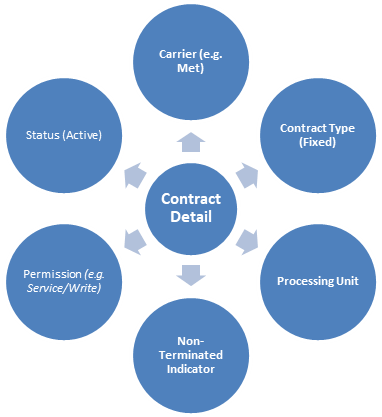 Carrier (e.g.
Met)
Status (Active)
Contract Type
(Fixed)
Contract
Detail
Permission (e.g.
Service/Write)
Processing Unit
Non-
Terminated
Indicator